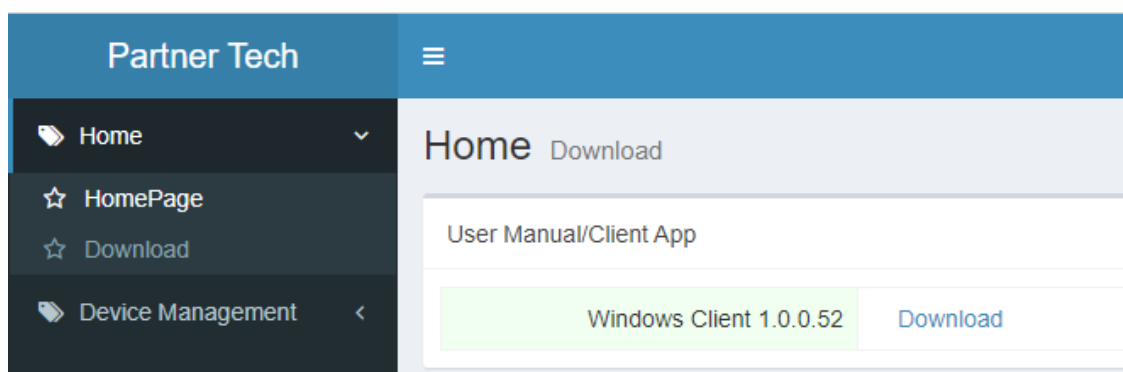 Partner Tech
Home
HomePage
Download
Device Management
Home Download
User Manual/Client App
Windows Client 1.0.0.52 Download